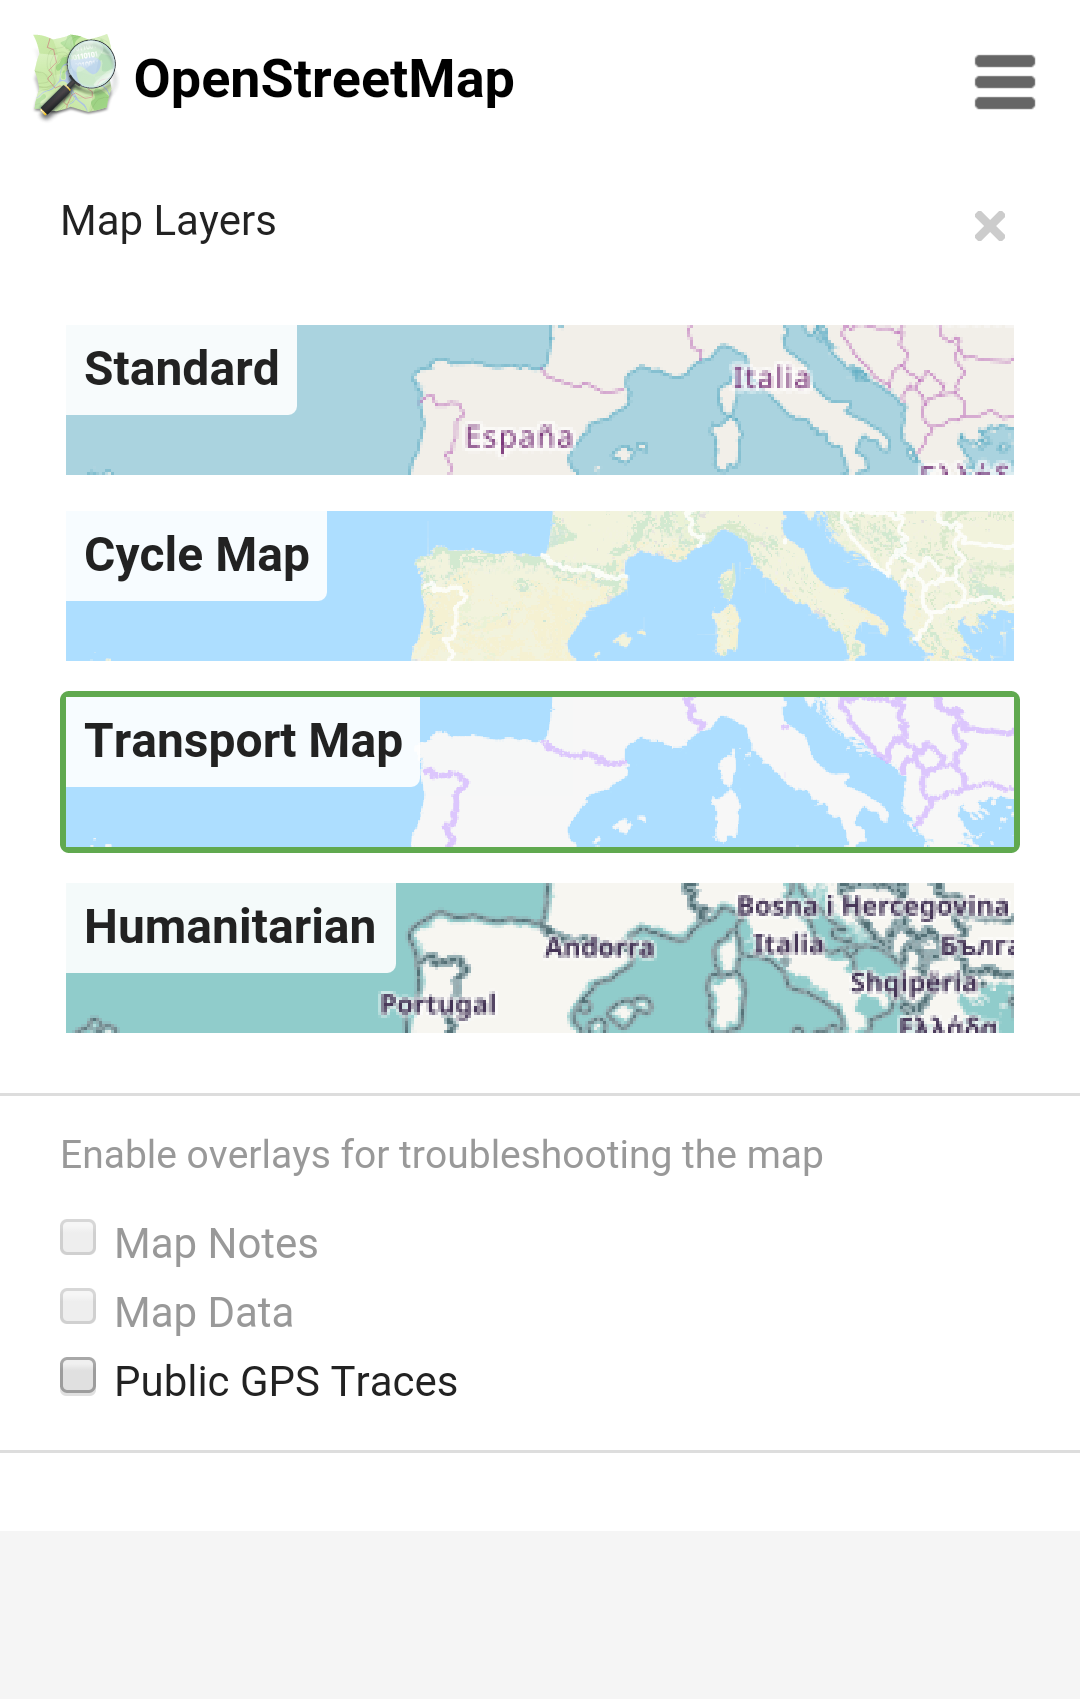 OpenStreetMap
Map Layers
Standard
Italia
España
Cycle Map
Transport Map
Humanitarian
Bosna i Hercegovina
Andorra
Italia
Shqipëria
Portugal
Ελλάδα
Enable overlays for troubleshooting the map
Map Notes
Map Data
Public GPS Traces